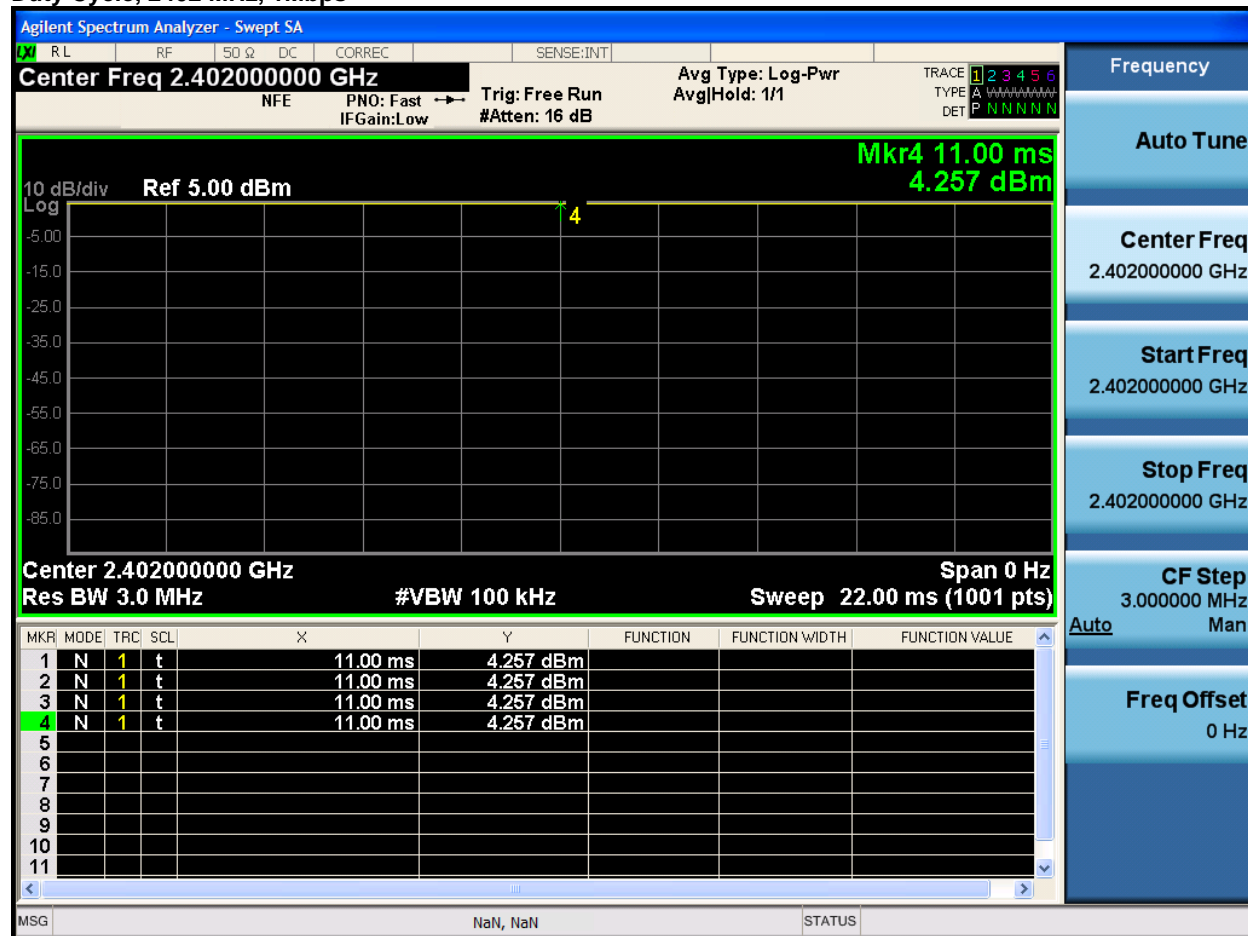 Agilent Spectrum Analyzer - Swept SA
LXI RL RF 50 Ω DC CORREC SENSE:INT
Center Freq 2.402000000 GHz
NFE PNO: Fast IFGain:Low
Trig: Free Run
#Atten: 16 dB
Avg Type: Log-Pwr
Avg|Hold: 1/1
TRACE 1 2 3 4 5 6
TYPE A WWWWW
DET P N N N N N
Mkr4 11.00 ms
4.257 dBm
10 dB/div Ref 5.00 dBm
Log
4
-5.00
-15.0
-25.0
-35.0
-45.0
-55.0
-65.0
-75.0
-85.0
Center 2.402000000 GHz Span 0 Hz
Res BW 3.0 MHz #VBW 100 kHz Sweep 22.00 ms (1001 pts)
MKR MODE TRC SCL X Y FUNCTION FUNCTION WIDTH FUNCTION VALUE
1 N 1 t 11.00 ms 4.257 dBm
2 N 1 t 11.00 ms 4.257 dBm
3 N 1 t 11.00 ms 4.257 dBm
4 N 1 t 11.00 ms 4.257 dBm
5
6
7
8
9
10
11
MSG NaN, NaN STATUS
Frequency
Auto Tune
Center Freq
2.402000000 GHz
Start Freq
2.402000000 GHz
Stop Freq
2.402000000 GHz
CF Step
3.000000 MHz
Auto Man
Freq Offset
0 Hz